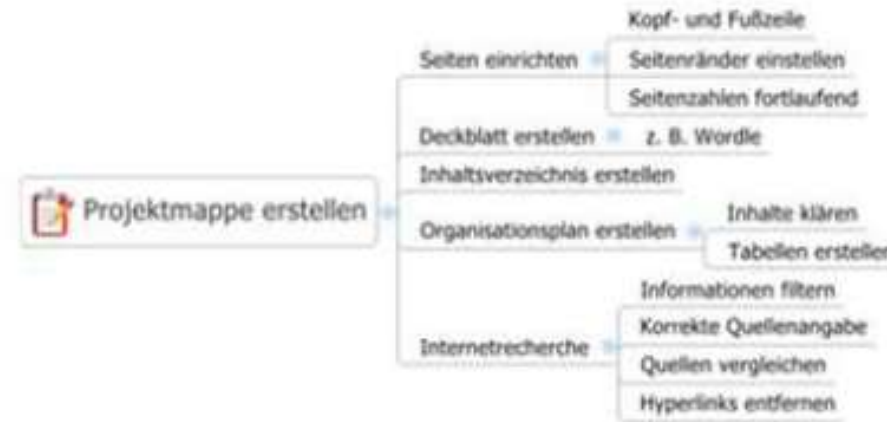 Projektmappe erstellen
Seiten einrichten
Kopf- und Fußzeile
Seitenränder einstellen
Seitenzahlen fortlaufend
Deckblatt erstellen
z. B. Wordle
Inhaltsverzeichnis erstellen
Organisationsplan erstellen
Inhalte klären
Tabellen erstellen
Internetrecherche
Informationen filtern
Korrekte Quellenangabe
Quellen vergleichen
Hyperlinks entfernen